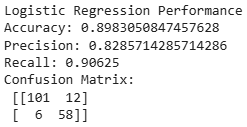 Logistic Regression Performance
Accuracy: 0.8983050847457628
Precision: 0.8285714285714286
Recall: 0.90625
Confusion Matrix:
 [[101  12]
 [  6  58]]